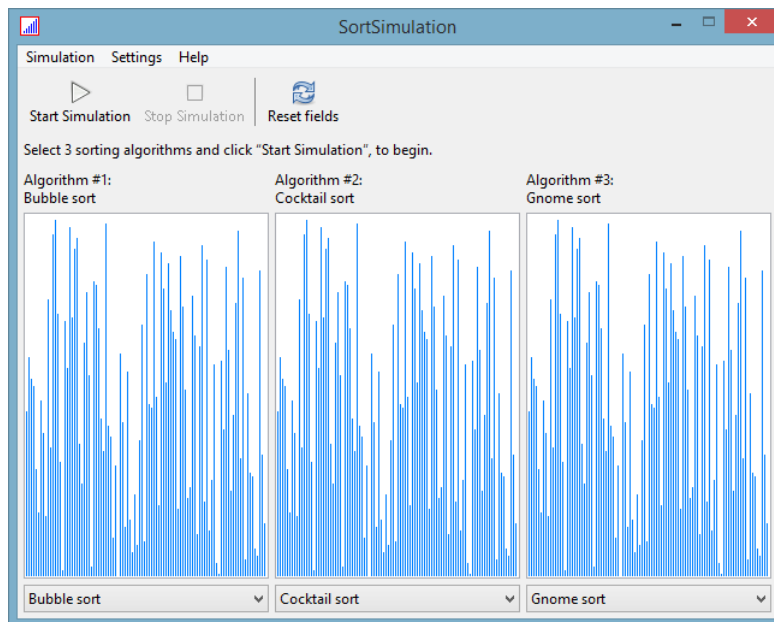 SortSimulation
Simulation Settings Help
Start Simulation Stop Simulation Reset fields
Select 3 sorting algorithms and click “Start Simulation”, to begin.
Algorithm #1: Algorithm #2: Algorithm #3:
Bubble sort Cocktail sort Gnome sort
Bubble sort Cocktail sort Gnome sort